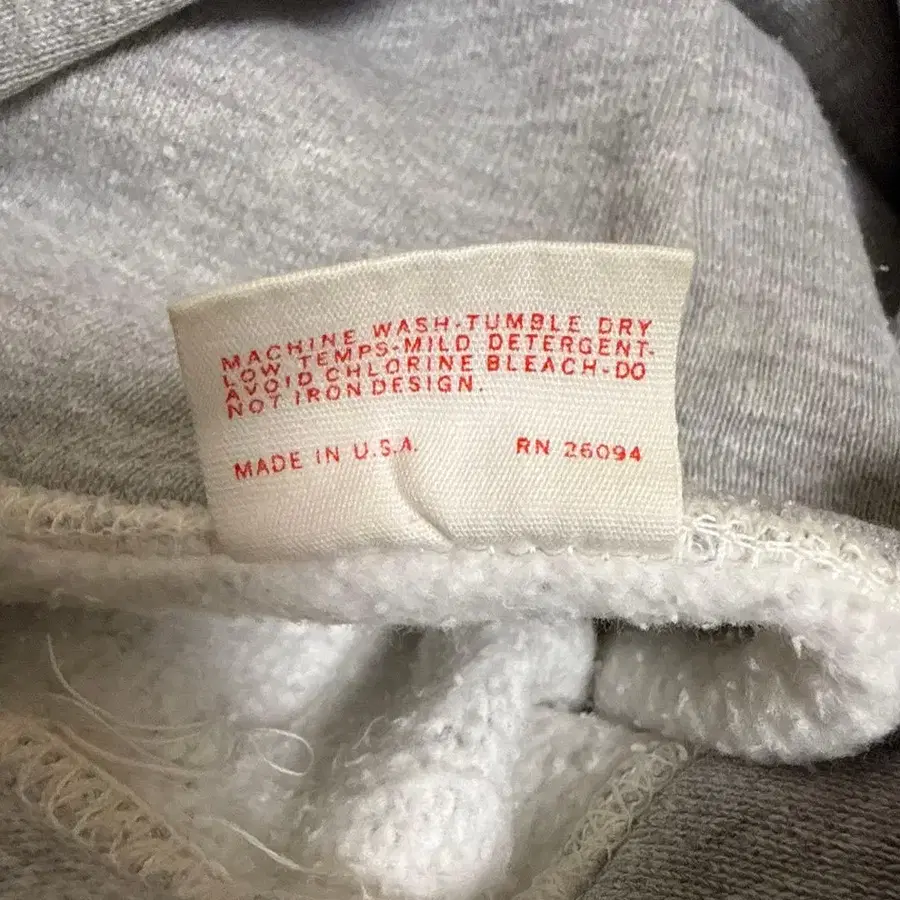 MACHINE WASH-TUMBLE DRY
LOW TEMPS-MILD DETERGENT-
AVOID CHLORINE BLEACH-DO
NOT IRON DESIGN.
MADE IN U.S.A. RN 26094